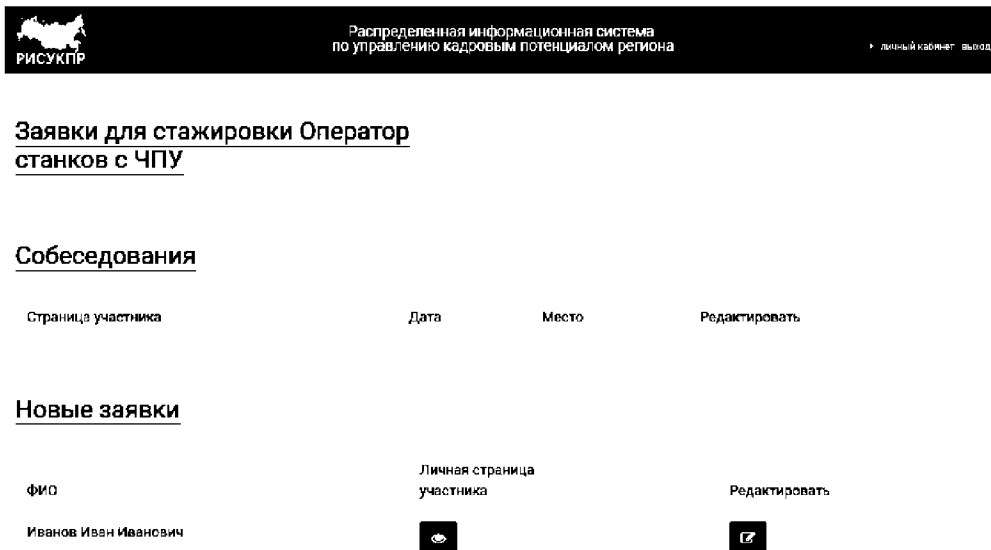 РИСУКПР
Распределенная информационная система
по управлению кадровым потенциалом региона
личный кабинет выход
Заявки для стажировки Оператор
станков с ЧПУ
Собеседования
Страница участника Дата Место Редактировать
Новые заявки
ФИО Личная страница участника Редактировать
Иванов Иван Иванович